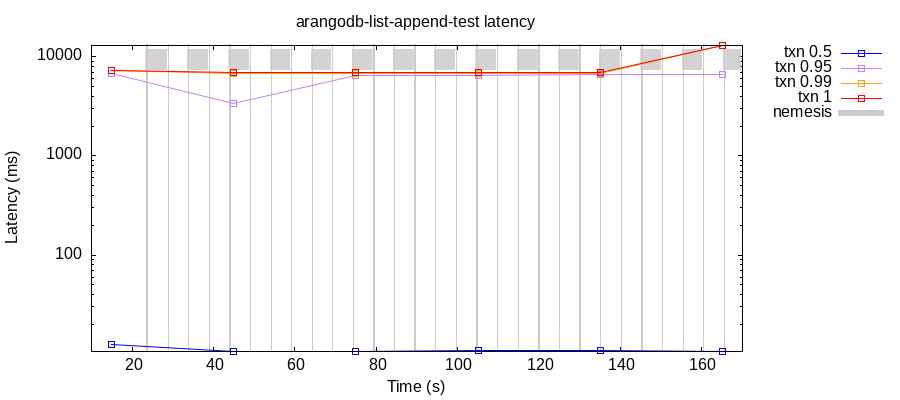 arangodb-list-append-test latency
10000
1000
100
Latency (ms)
20 40 60 80 100 120 140 160
Time (s)
txn 0.5
txn 0.95
txn 0.99
txn 1
nemesis